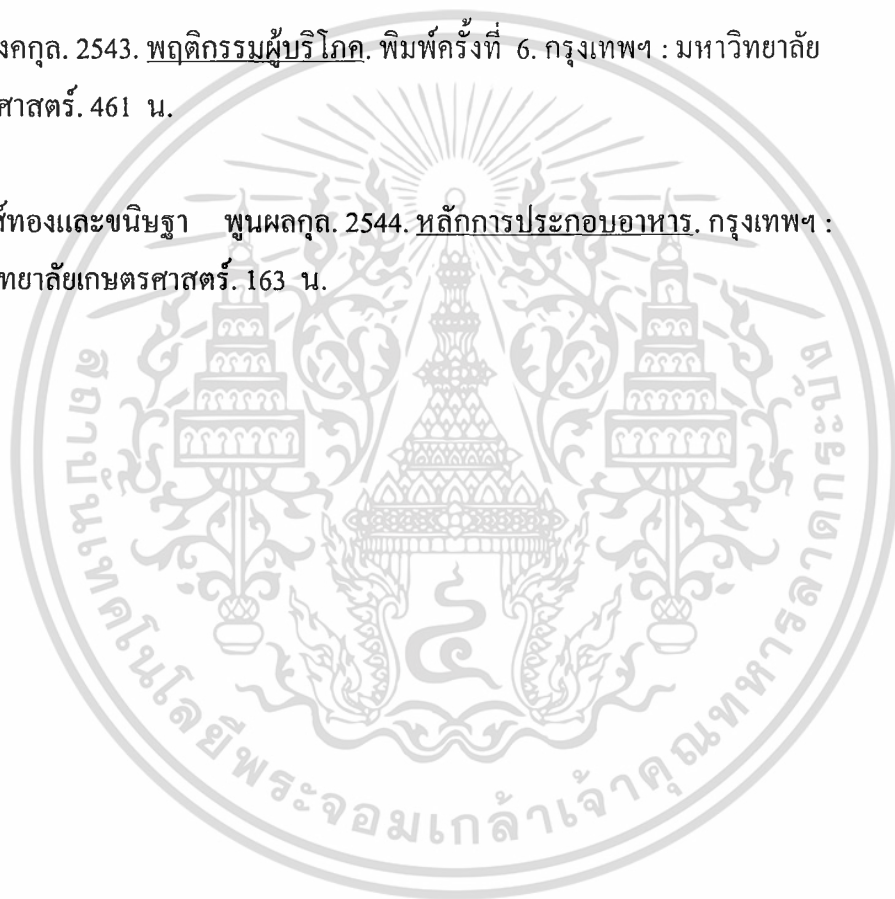 งคกุล. 2543. พฤติกรรมผู้บริโภค. พิมพ์ครั้งที่ 6. กรุงเทพฯ : มหาวิทยาลัย
ศาสตร์. 461 น.
ส์ทองและขนิษฐา พูนผลกุล. 2544. หลักการประกอบอาหาร. กรุงเทพฯ :
ทยาลัยเกษตรศาสตร์. 163 น.
สถาบันเทคโนโลยีพระจอมเกล้าเจ้าคุณทหารลาดกระบัง